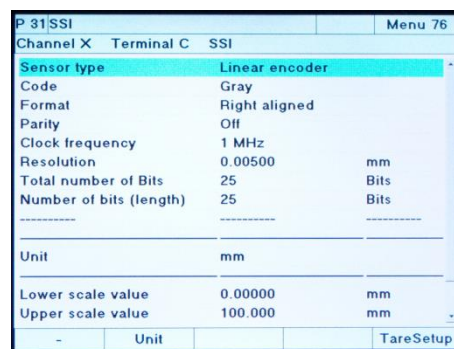 P 31 SSI Menu 76
Channel X Terminal C SSI
Sensor type Linear encoder
Code Gray
Format Right aligned
Parity Off
Clock frequency 1 MHz
Resolution 0.00500 mm
Total number of Bits 25 Bits
Number of bits (length) 25 Bits
---------- ---------- ----------
Unit mm
Lower scale value 0.00000 mm
Upper scale value 100.000 mm
- Unit TareSetup